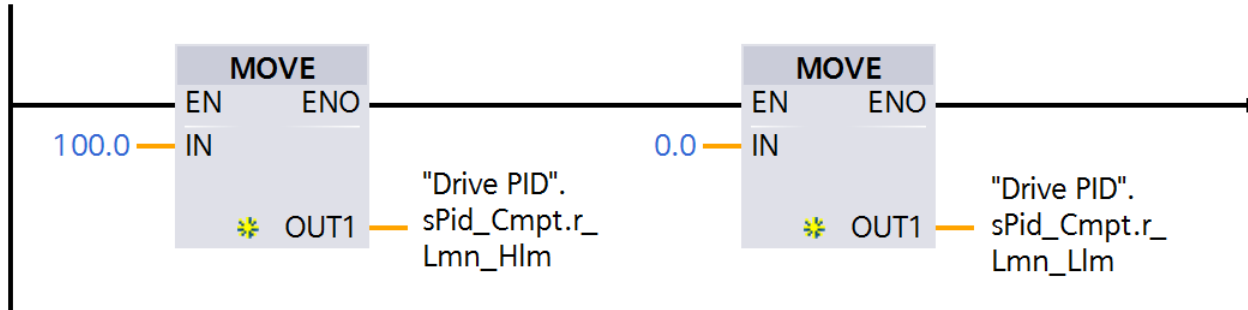 MOVE
EN ENO
100.0 IN
OUT1
"Drive PID".
sPid_Cmpt.r_
Lmn_Hlm
MOVE
EN ENO
0.0 IN
OUT1
"Drive PID".
sPid_Cmpt.r_
Lmn_Llm